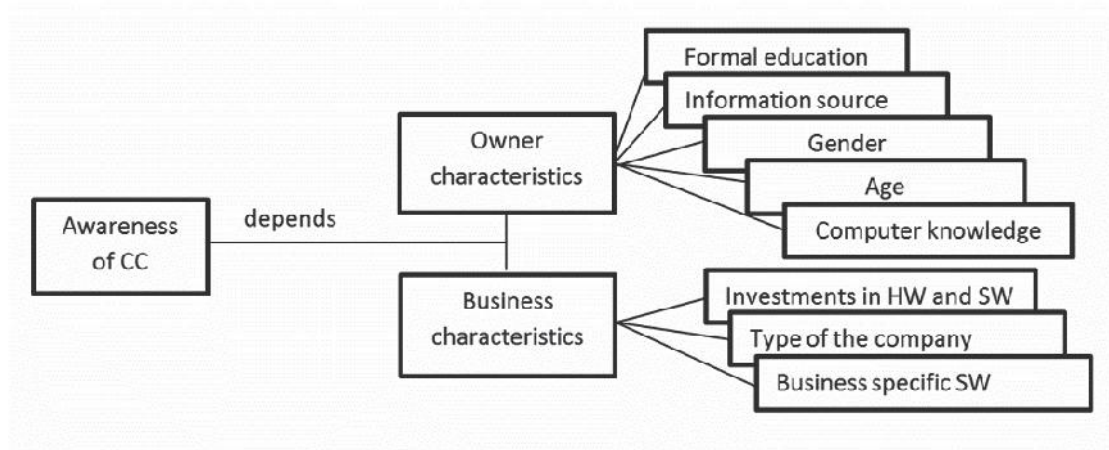 Awareness
of CC
depends
Owner
characteristics
Formal education
Information source
Gender
Age
Computer knowledge
Business
characteristics
Investments in HW and SW
Type of the company
Business specific SW